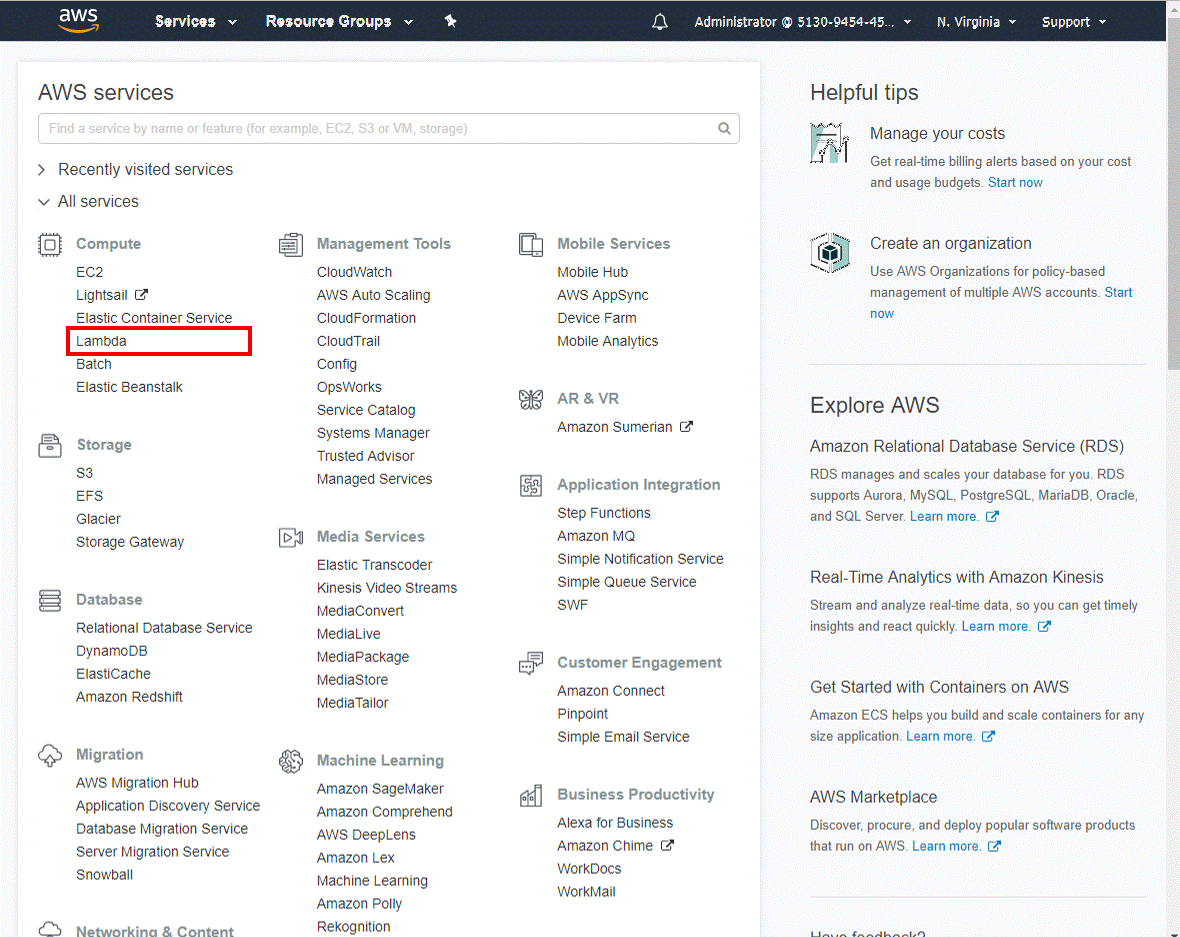 aws
Services
Resource Groups
Administrator @ 5130-9454-45...
N. Virginia
Support
AWS services
Find a service by name or feature (for example, EC2, S3 or VM, storage).
Recently visited services
All services
Compute
EC2
Lightsail
Elastic Container Service
Lambda
Batch
Elastic Beanstalk
Storage
S3
EFS
Glacier
Storage Gateway
Database
Relational Database Service
DynamoDB
ElastiCache
Amazon Redshift
Migration
AWS Migration Hub
Application Discovery Service
Database Migration Service
Server Migration Service
Snowball
Networking & Content
Management Tools
CloudWatch
AWS Auto Scaling
CloudFormation
CloudTrail
Config
OpsWorks
Service Catalog
Systems Manager
Trusted Advisor
Managed Services
Media Services
Elastic Transcoder
Kinesis Video Streams
MediaConvert
MediaLive
MediaPackage
MediaStore
MediaTailor
Machine Learning
Amazon SageMaker
Amazon Comprehend
AWS DeepLens
Amazon Lex
Machine Learning
Amazon Polly
Rekognition
Mobile Services
Mobile Hub
AWS AppSync
Device Farm
Mobile Analytics
AR & VR
Amazon Sumerian
Application Integration
Step Functions
Amazon MQ
Simple Notification Service
Simple Queue Service
SWF
Customer Engagement
Amazon Connect
Pinpoint
Simple Email Service
Business Productivity
Alexa for Business
Amazon Chime
WorkDocs
WorkMail
Helpful tips
Manage your costs
Get real-time billing alerts based on your cost
and usage budgets. Start now
Create an organization
Use AWS Organizations for policy-based
management of multiple AWS accounts. Start
now
Explore AWS
Amazon Relational Database Service (RDS)
RDS manages and scales your database for you. RDS
supports Aurora, MySQL, PostgreSQL, MariaDB, Oracle,
and SQL Server. Learn more.
Real-Time Analytics with Amazon Kinesis
Stream and analyze real-time data, so you can get timely
insights and react quickly. Learn more.
Get Started with Containers on AWS
Amazon ECS helps you build and scale containers for any
size application. Learn more.
AWS Marketplace
Discover, procure, and deploy popular software products
that run on AWS. Learn more.
Have feedback?